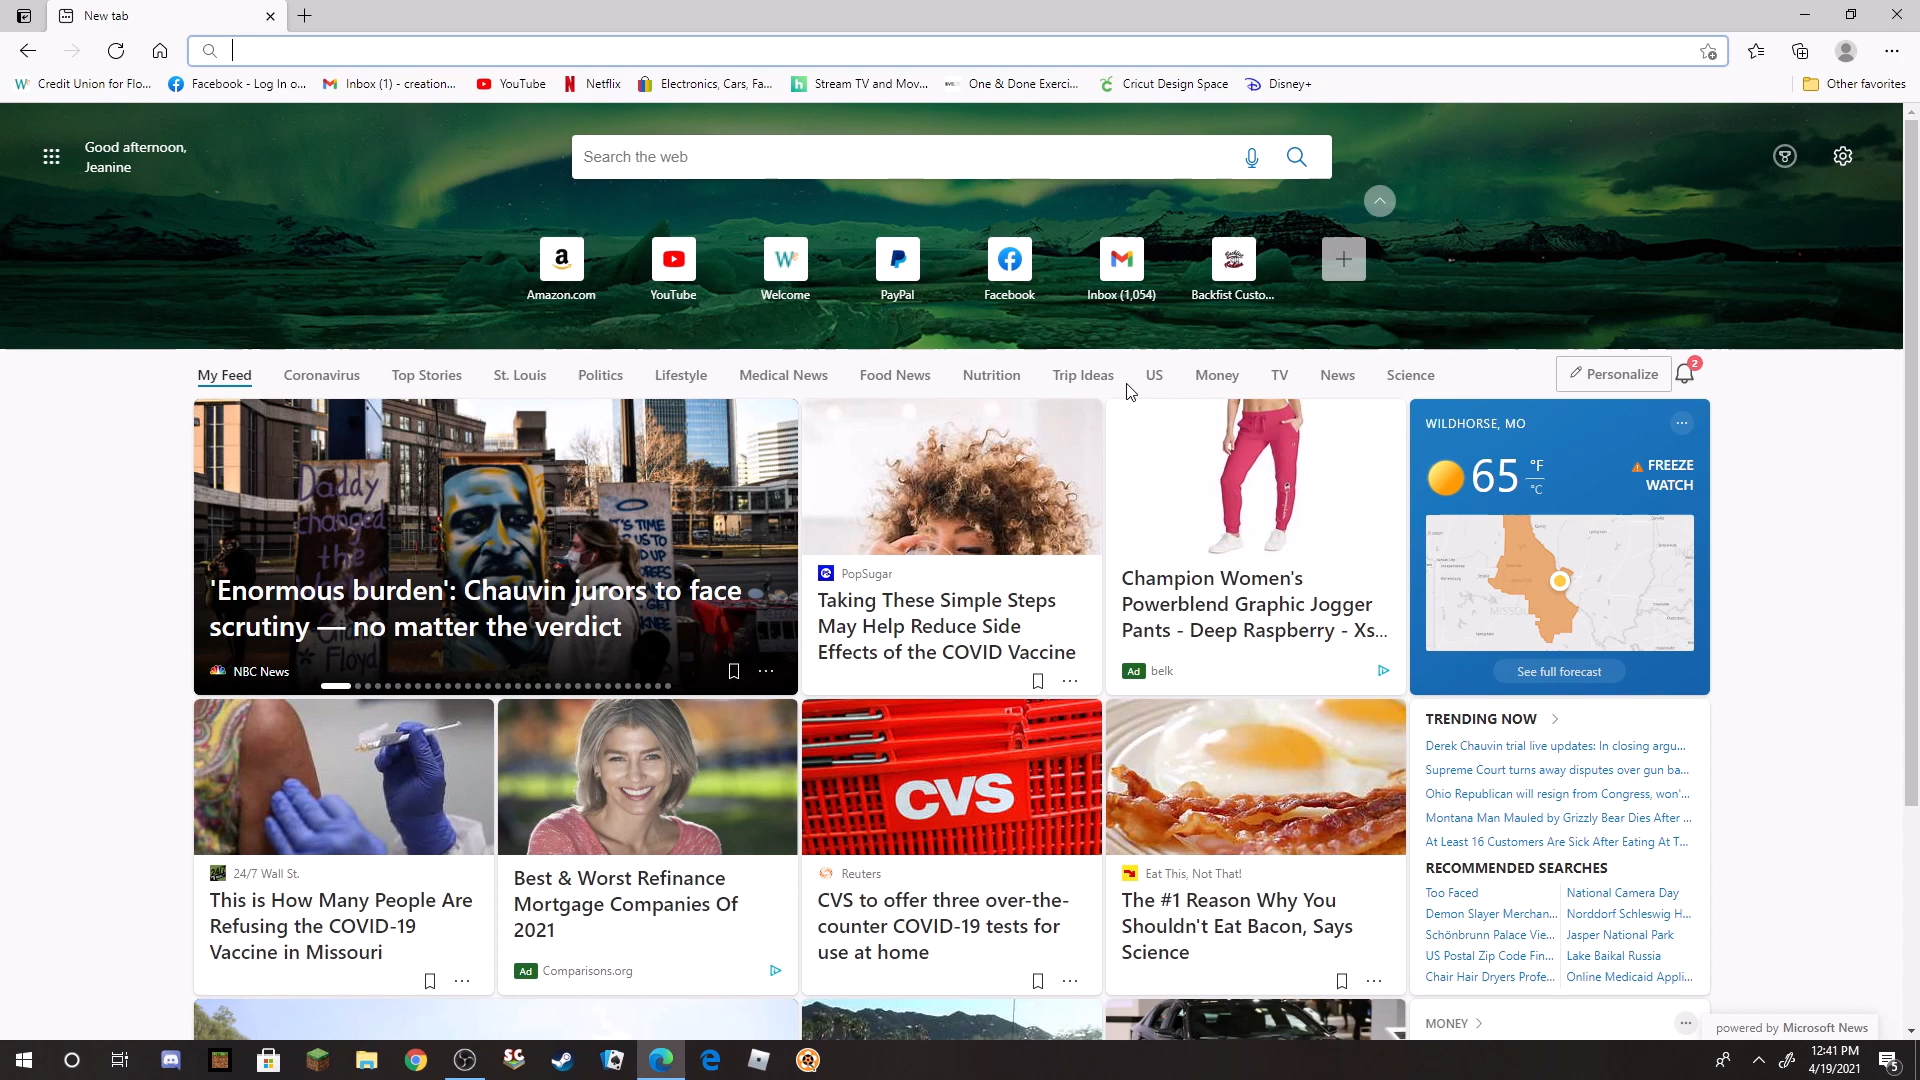 New tab
Credit Union for Flo...
Facebook - Log In o...
Inbox (1) - creation...
YouTube
Netflix
Electronics, Cars, Fa...
Stream TV and Mov...
One & Done Exerci...
Cricut Design Space
Disney+
Other favorites
Good afternoon,
Jeanine
Search the web
Amazon.com
YouTube
Welcome
PayPal
Facebook
Inbox (1,054)
Backfist Custo...
My Feed
Coronavirus
Top Stories
St. Louis
Politics
Lifestyle
Medical News
Food News
Nutrition
Trip Ideas
US
Money
TV
News
Science
Personalize
2
Daddy
changed
the
Floyd
IT'S TIME
'Enormous burden': Chauvin jurors to face
scrutiny — no matter the verdict
NBC News
PopSugar
Taking These Simple Steps
May Help Reduce Side
Effects of the COVID Vaccine
Champion Women's
Powerblend Graphic Jogger
Pants - Deep Raspberry - Xs...
Ad belk
WILDHORSE, MO
65 °F
°C
FREEZE
WATCH
See full forecast
24/7 Wall St.
This is How Many People Are
Refusing the COVID-19
Vaccine in Missouri
Best & Worst Refinance
Mortgage Companies Of
2021
Ad Comparisons.org
CVS
Reuters
CVS to offer three over-the-
counter COVID-19 tests for
use at home
Eat This, Not That!
The #1 Reason Why You
Shouldn't Eat Bacon, Says
Science
TRENDING NOW
Derek Chauvin trial live updates: In closing argu...
Supreme Court turns away disputes over gun ba...
Ohio Republican will resign from Congress, won'...
Montana Man Mauled by Grizzly Bear Dies After ...
At Least 16 Customers Are Sick After Eating At T...
RECOMMENDED SEARCHES
Too Faced
National Camera Day
Demon Slayer Merchan...
Norddorf Schleswig H...
Schönbrunn Palace Vie...
Jasper National Park
US Postal Zip Code Fin...
Lake Baikal Russia
Chair Hair Dryers Profe...
Online Medicaid Appli...
MONEY
powered by Microsoft News
12:41 PM
4/19/2021
5